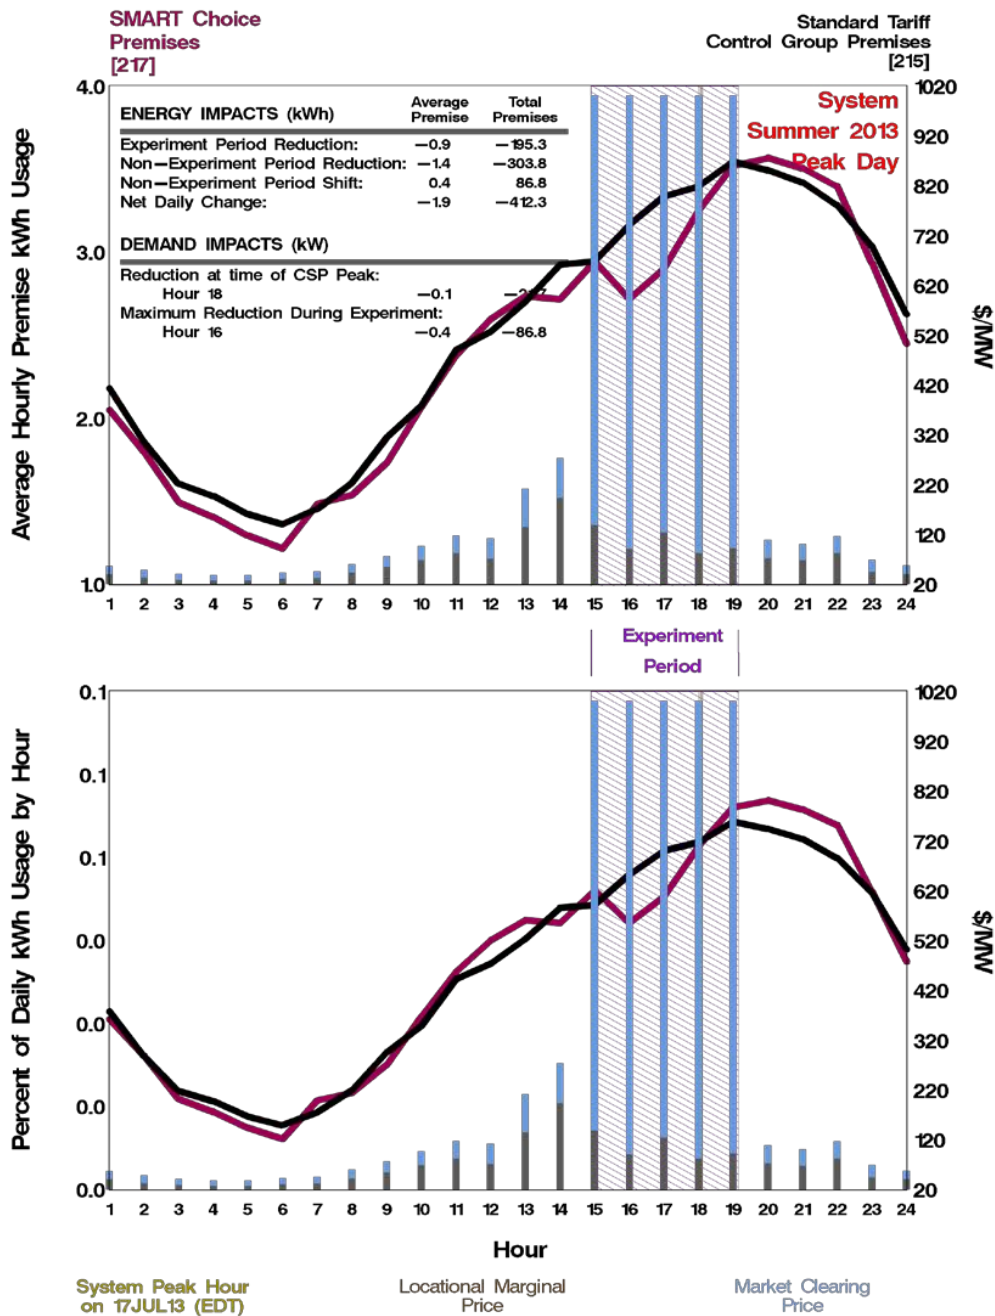 SMART Choice
Premises
[217]
Standard Tariff
Control Group Premises
[215]
System
Summer 2013
Peak Day
ENERGY IMPACTS (kWh) Average Premise Total Premises
Experiment Period Reduction: −0.9 −195.3
Non−Experiment Period Reduction: −1.4 −303.8
Non−Experiment Period Shift: 0.4 86.8
Net Daily Change: −1.9 −412.3
DEMAND IMPACTS (kW)
Reduction at time of CSP Peak:
Hour 18 −0.1
Maximum Reduction During Experiment:
Hour 16 −0.4 −86.8
Average Hourly Premise kWh Usage
4.0
3.0
2.0
1.0
$/MW
1020
920
820
720
620
520
420
320
220
120
20
1 2 3 4 5 6 7 8 9 10 11 12 13 14 15 16 17 18 19 20 21 22 23 24
Experiment
Period
Percent of Daily kWh Usage by Hour
0.1
0.1
0.1
0.0
0.0
0.0
0.0
$/MW
1020
920
820
720
620
520
420
320
220
120
20
1 2 3 4 5 6 7 8 9 10 11 12 13 14 15 16 17 18 19 20 21 22 23 24
Hour
System Peak Hour
on 17JUL13 (EDT)
Locational Marginal
Price
Market Clearing
Price